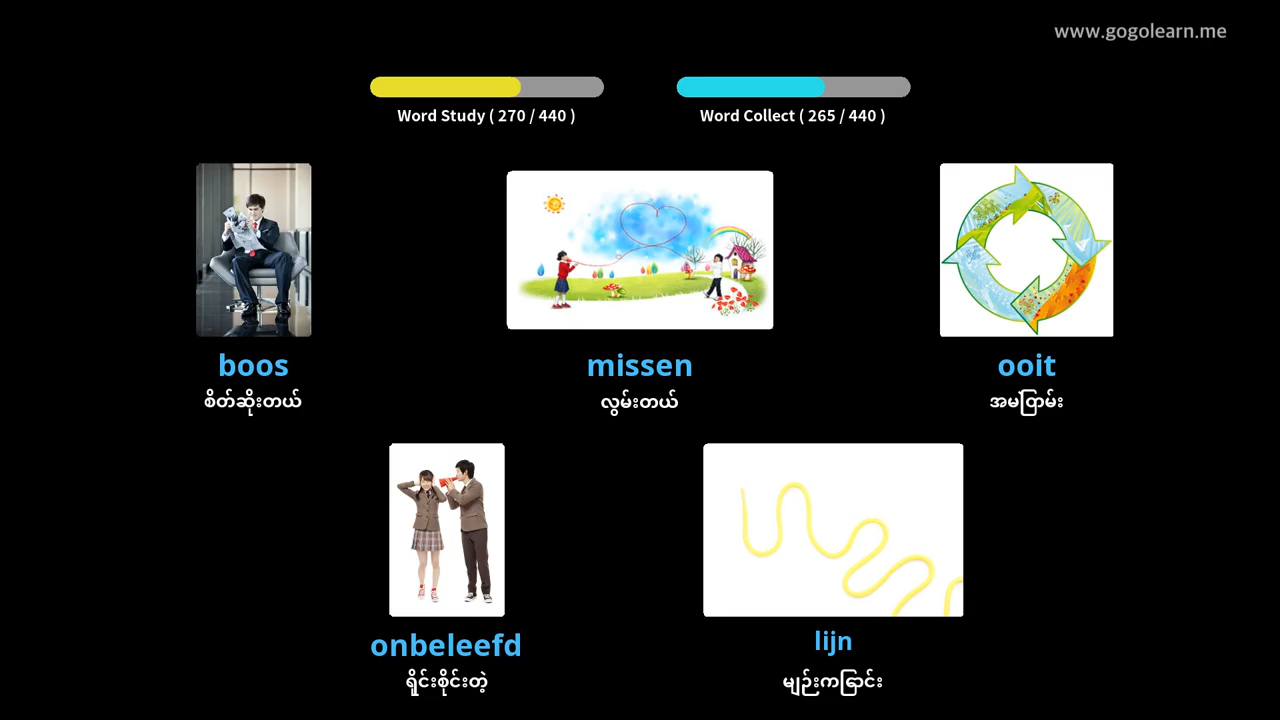 www.gogolearn.me
Word Study ( 270 / 440 )
Word Collect ( 265 / 440 )
boos
စိတ်ဆိုးတယ်
missen
လွမ်းတယ်
ooit
အမြဲတမ်း
onbeleefd
ရိုင်းစိုင်းတဲ့
lijn
မျဉ်းကြောင်း